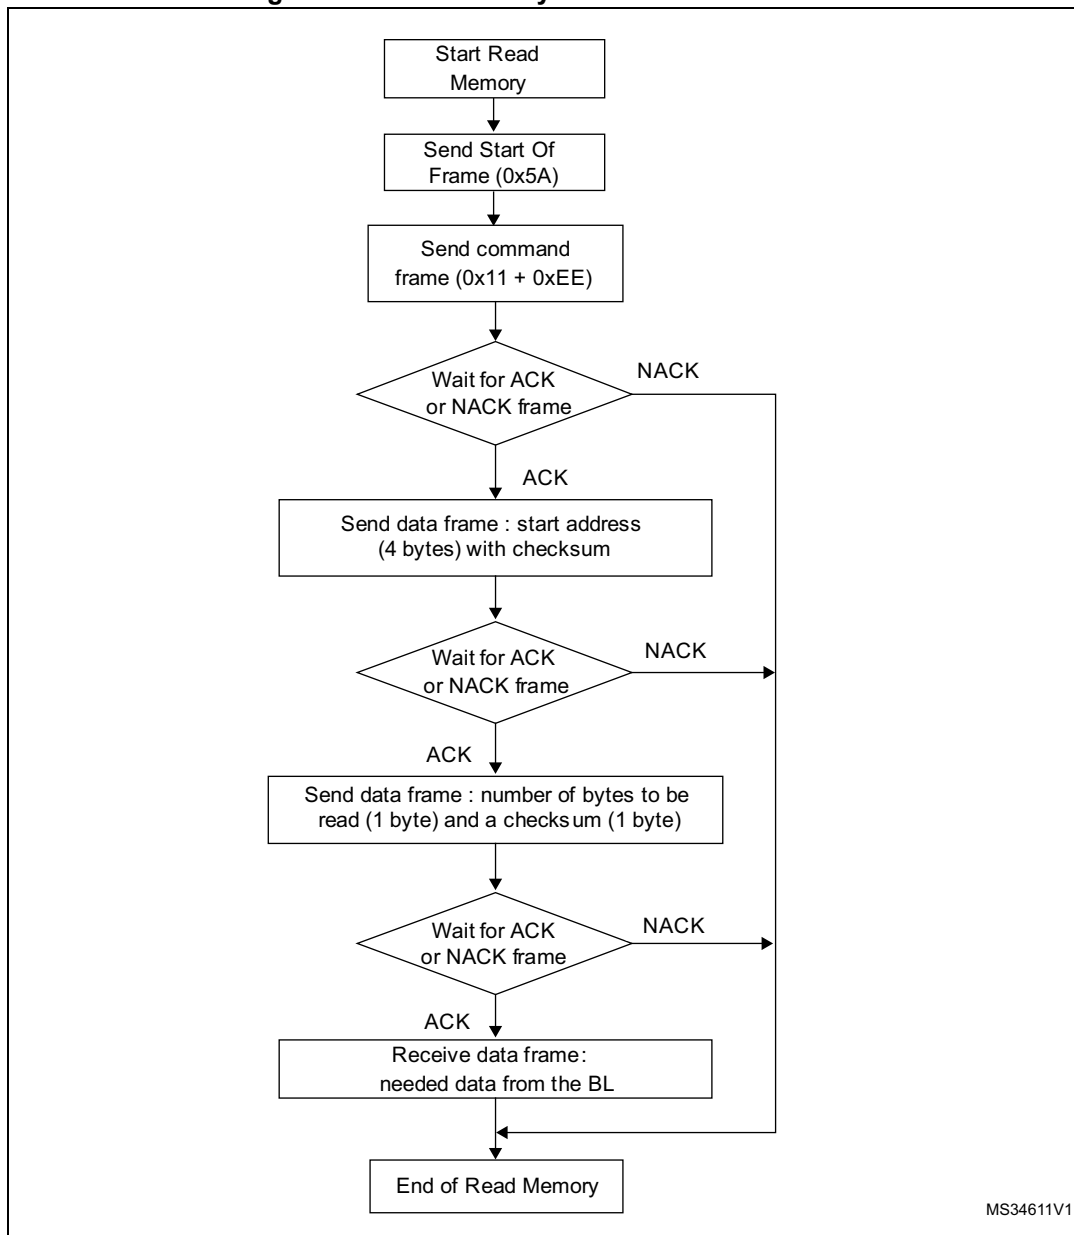 Start Read
Memory
Send Start Of
Frame (0x5A)
Send command
frame (0x11 + 0xEE)
Wait for ACK
or NACK frame
NACK
ACK
Send data frame : start address
(4 bytes) with checksum
Wait for ACK
or NACK frame
NACK
ACK
Send data frame : number of bytes to be
read (1 byte) and a checksum (1 byte)
Wait for ACK
or NACK frame
NACK
ACK
Receive data frame:
needed data from the BL
End of Read Memory
MS34611V1